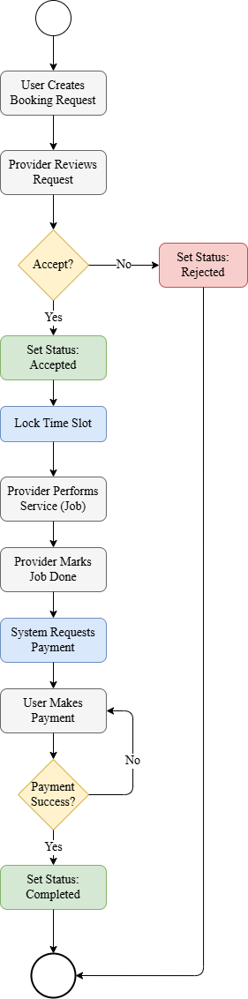 User Creates
Booking Request
Provider Reviews
Request
Accept?
No
Set Status:
Rejected
Yes
Set Status:
Accepted
Lock Time Slot
Provider Performs
Service (Job)
Provider Marks
Job Done
System Requests
Payment
User Makes
Payment
No
Payment
Success?
Yes
Set Status:
Completed